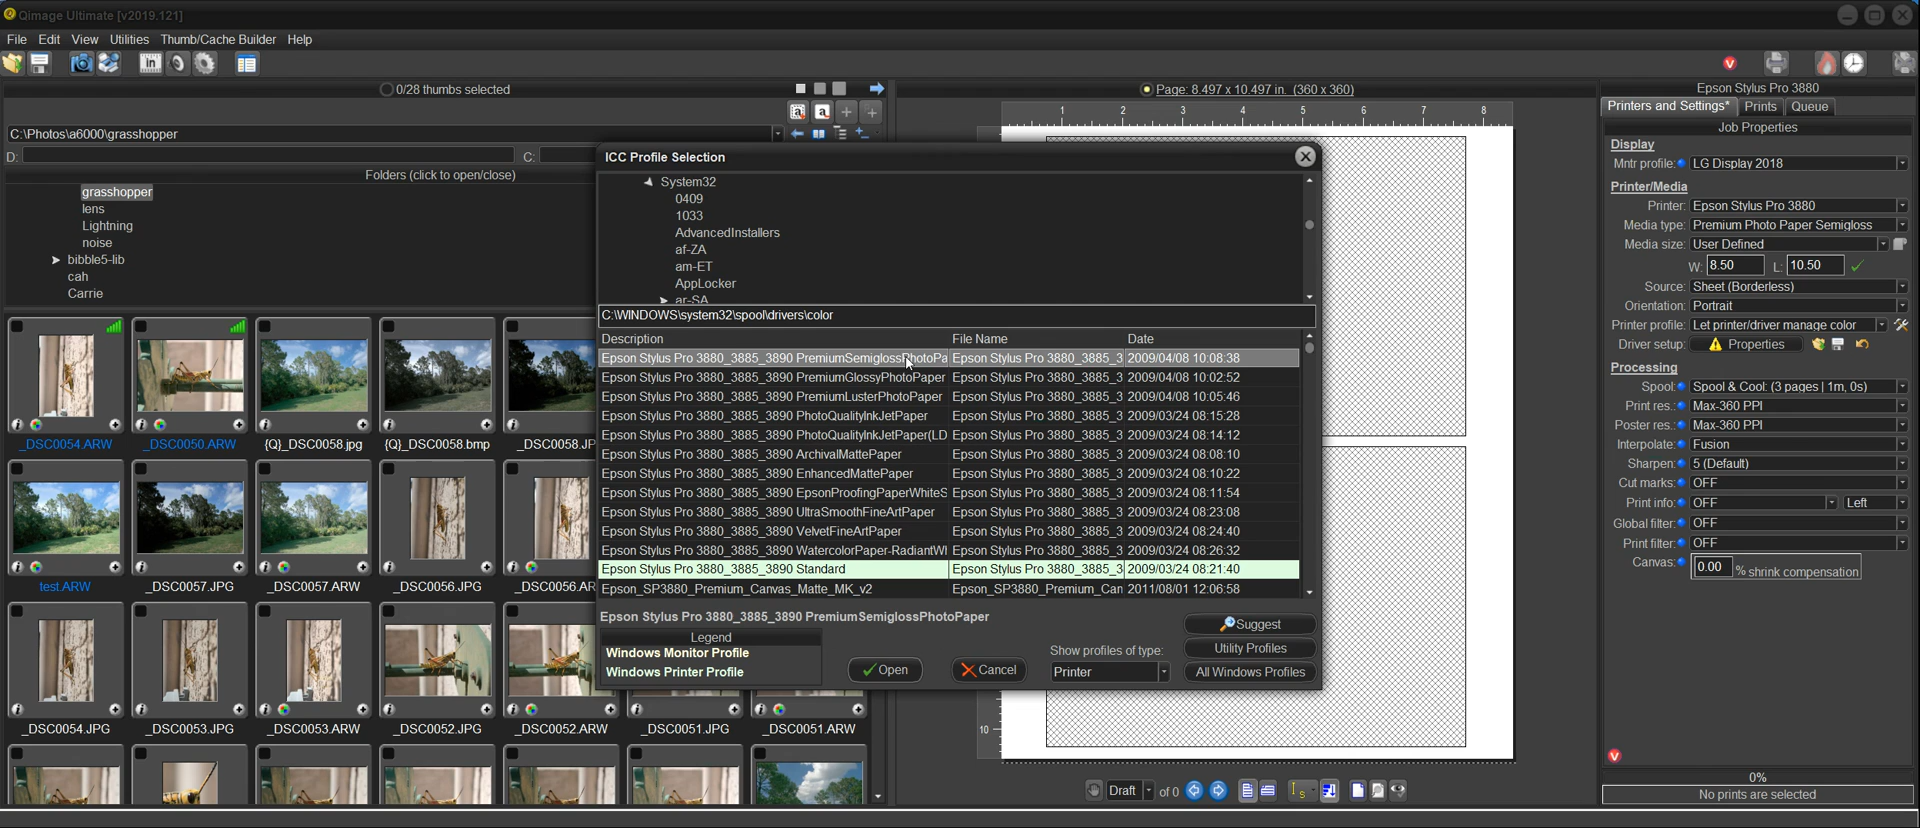 Qimage Ultimate [v2019.121]
File Edit View Utilities Thumb/Cache Builder Help
in
V
0/28 thumbs selected
Page: 8.497 x 10.497 in. (360 x 360)
C:\Photos\a6000\grasshopper
D:
C:
Folders (click to open/close)
grasshopper
lens
Lightning
noise
bibble5-lib
cah
Carrie
_DSC0054.ARW
_DSC0050.ARW
{Q}_DSC0058.jpg
{Q}_DSC0058.bmp
_DSC0058.JP
test.ARW
_DSC0057.JPG
_DSC0057.ARW
_DSC0056.JPG
_DSC0056.AR
_DSC0054.JPG
_DSC0053.JPG
_DSC0053.ARW
_DSC0052.JPG
_DSC0052.ARW
_DSC0051.JPG
_DSC0051.ARW
1 2 3 4 5 6 7 8
10
ICC Profile Selection
System32
0409
1033
AdvancedInstallers
af-ZA
am-ET
AppLocker
ar-SA
C:\WINDOWS\system32\spool\drivers\color
Description File Name Date
Epson Stylus Pro 3880_3885_3890 PremiumSemiglossPhotoPa Epson Stylus Pro 3880_3885_3 2009/04/08 10:08:38
Epson Stylus Pro 3880_3885_3890 PremiumGlossyPhotoPaper Epson Stylus Pro 3880_3885_3 2009/04/08 10:02:52
Epson Stylus Pro 3880_3885_3890 PremiumLusterPhotoPaper Epson Stylus Pro 3880_3885_3 2009/04/08 10:05:46
Epson Stylus Pro 3880_3885_3890 PhotoQualityInkJetPaper Epson Stylus Pro 3880_3885_3 2009/03/24 08:15:28
Epson Stylus Pro 3880_3885_3890 PhotoQualityInkJetPaper(LD Epson Stylus Pro 3880_3885_3 2009/03/24 08:14:12
Epson Stylus Pro 3880_3885_3890 ArchivalMattePaper Epson Stylus Pro 3880_3885_3 2009/03/24 08:08:10
Epson Stylus Pro 3880_3885_3890 EnhancedMattePaper Epson Stylus Pro 3880_3885_3 2009/03/24 08:10:22
Epson Stylus Pro 3880_3885_3890 EpsonProofingPaperWhiteS Epson Stylus Pro 3880_3885_3 2009/03/24 08:11:54
Epson Stylus Pro 3880_3885_3890 UltraSmoothFineArtPaper Epson Stylus Pro 3880_3885_3 2009/03/24 08:23:08
Epson Stylus Pro 3880_3885_3890 VelvetFineArtPaper Epson Stylus Pro 3880_3885_3 2009/03/24 08:24:40
Epson Stylus Pro 3880_3885_3890 WatercolorPaper-RadiantWl Epson Stylus Pro 3880_3885_3 2009/03/24 08:26:32
Epson Stylus Pro 3880_3885_3890 Standard Epson Stylus Pro 3880_3885_3 2009/03/24 08:21:40
Epson_SP3880_Premium_Canvas_Matte_MK_v2 Epson_SP3880_Premium_Can 2011/08/01 12:06:58
Epson Stylus Pro 3880_3885_3890 PremiumSemiglossPhotoPaper
Legend
Windows Monitor Profile
Windows Printer Profile
Open
Cancel
Show profiles of type:
Printer
Suggest
Utility Profiles
All Windows Profiles
Draft of 0
Epson Stylus Pro 3880
Printers and Settings* Prints Queue
Job Properties
Display
Mntr profile: LG Display 2018
Printer/Media
Printer: Epson Stylus Pro 3880
Media type: Premium Photo Paper Semigloss
Media size: User Defined
W: 8.50 L: 10.50
Source: Sheet (Borderless)
Orientation: Portrait
Printer profile: Let printer/driver manage color
Driver setup: Properties
Processing
Spool: Spool & Cool: (3 pages | 1m, 0s)
Print res.: Max-360 PPI
Poster res.: Max-360 PPI
Interpolate: Fusion
Sharpen: 5 (Default)
Cut marks: OFF
Print info: OFF Left
Global filter: OFF
Print filter: OFF
Canvas: 0.00 % shrink compensation
V
0%
No prints are selected